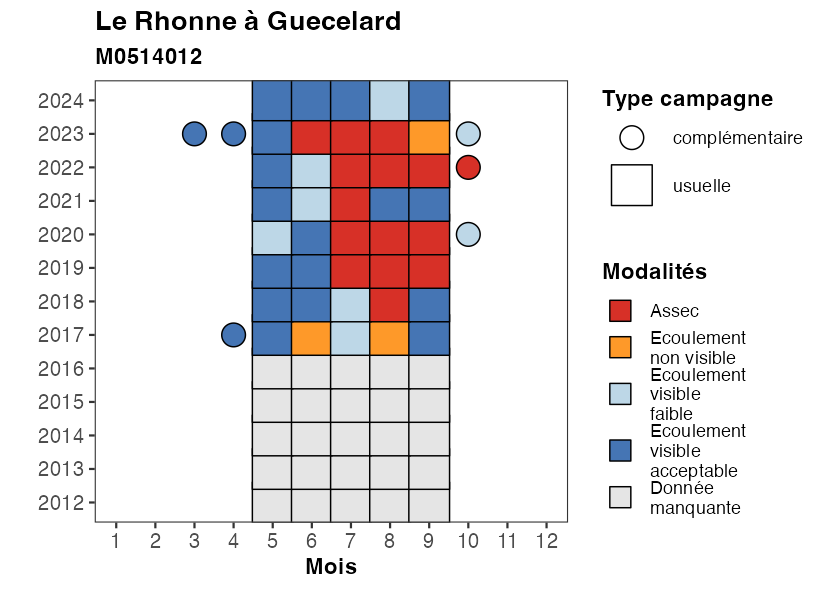 Le Rhonne à Guecelard
M0514012
2024
2023
2022
2021
2020
2019
2018
2017
2016
2015
2014
2013
2012
1 2 3 4 5 6 7 8 9 10 11 12
Mois
Type campagne
complémentaire
usuelle
Modalités
Assec
Ecoulement
non visible
Ecoulement
visible
faible
Ecoulement
visible
acceptable
Donnée
manquante